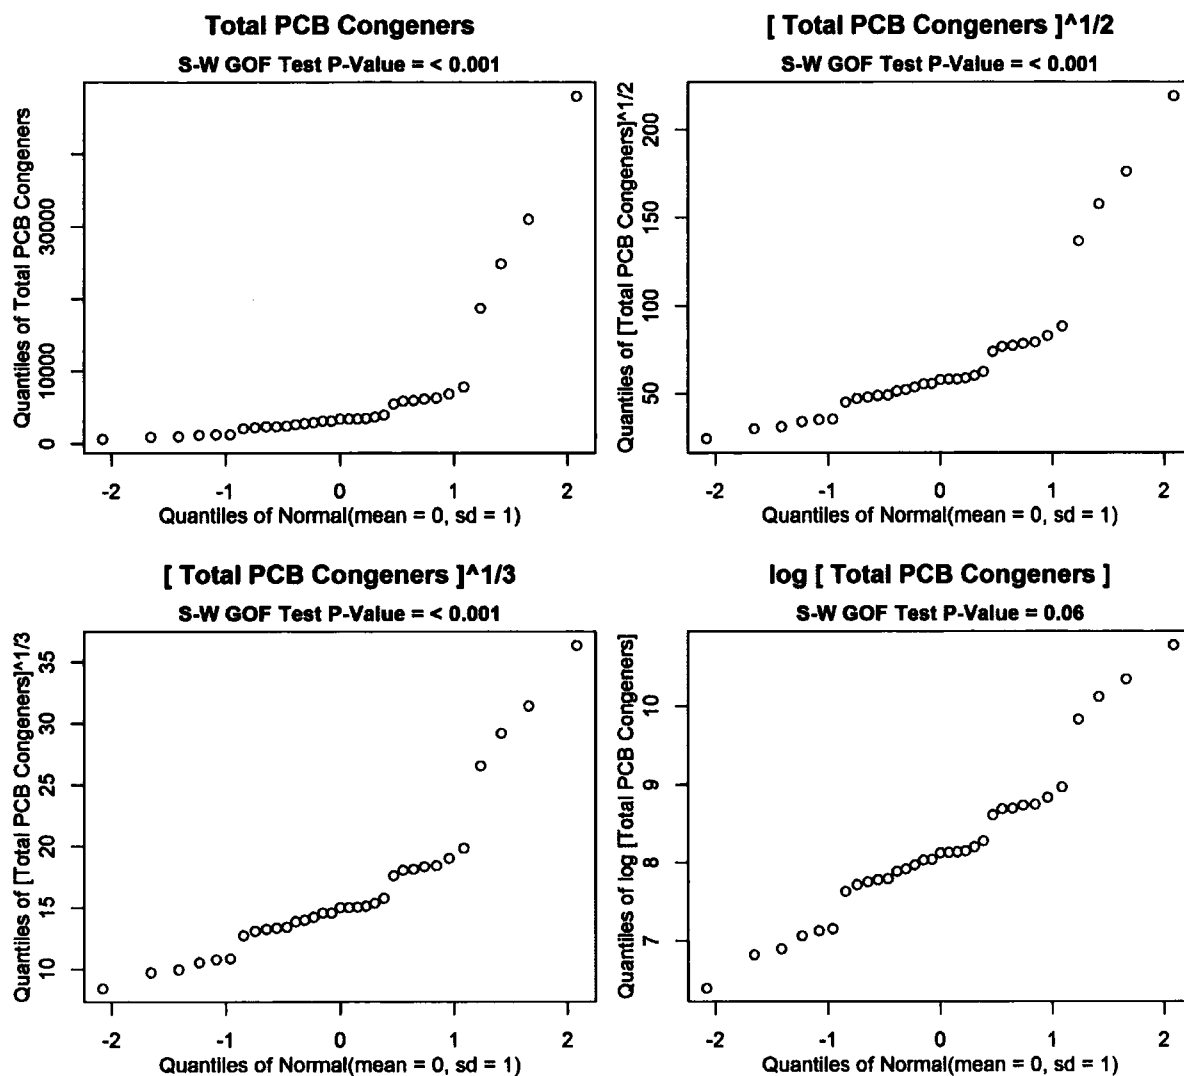 Total PCB Congeners
S-W GOF Test P-Value = < 0.001
Quantiles of Total PCB Congeners
30000
10000
0
-2 -1 0 1 2
Quantiles of Normal(mean = 0, sd = 1)
[ Total PCB Congeners ]^1/2
S-W GOF Test P-Value = < 0.001
Quantiles of [Total PCB Congeners]^1/2
200
150
100
50
-2 -1 0 1 2
Quantiles of Normal(mean = 0, sd = 1)
[ Total PCB Congeners ]^1/3
S-W GOF Test P-Value = < 0.001
Quantiles of [Total PCB Congeners]^1/3
35
30
25
20
15
10
-2 -1 0 1 2
Quantiles of Normal(mean = 0, sd = 1)
log [ Total PCB Congeners ]
S-W GOF Test P-Value = 0.06
Quantiles of log [Total PCB Congeners]
10
9
8
7
-2 -1 0 1 2
Quantiles of Normal(mean = 0, sd = 1)